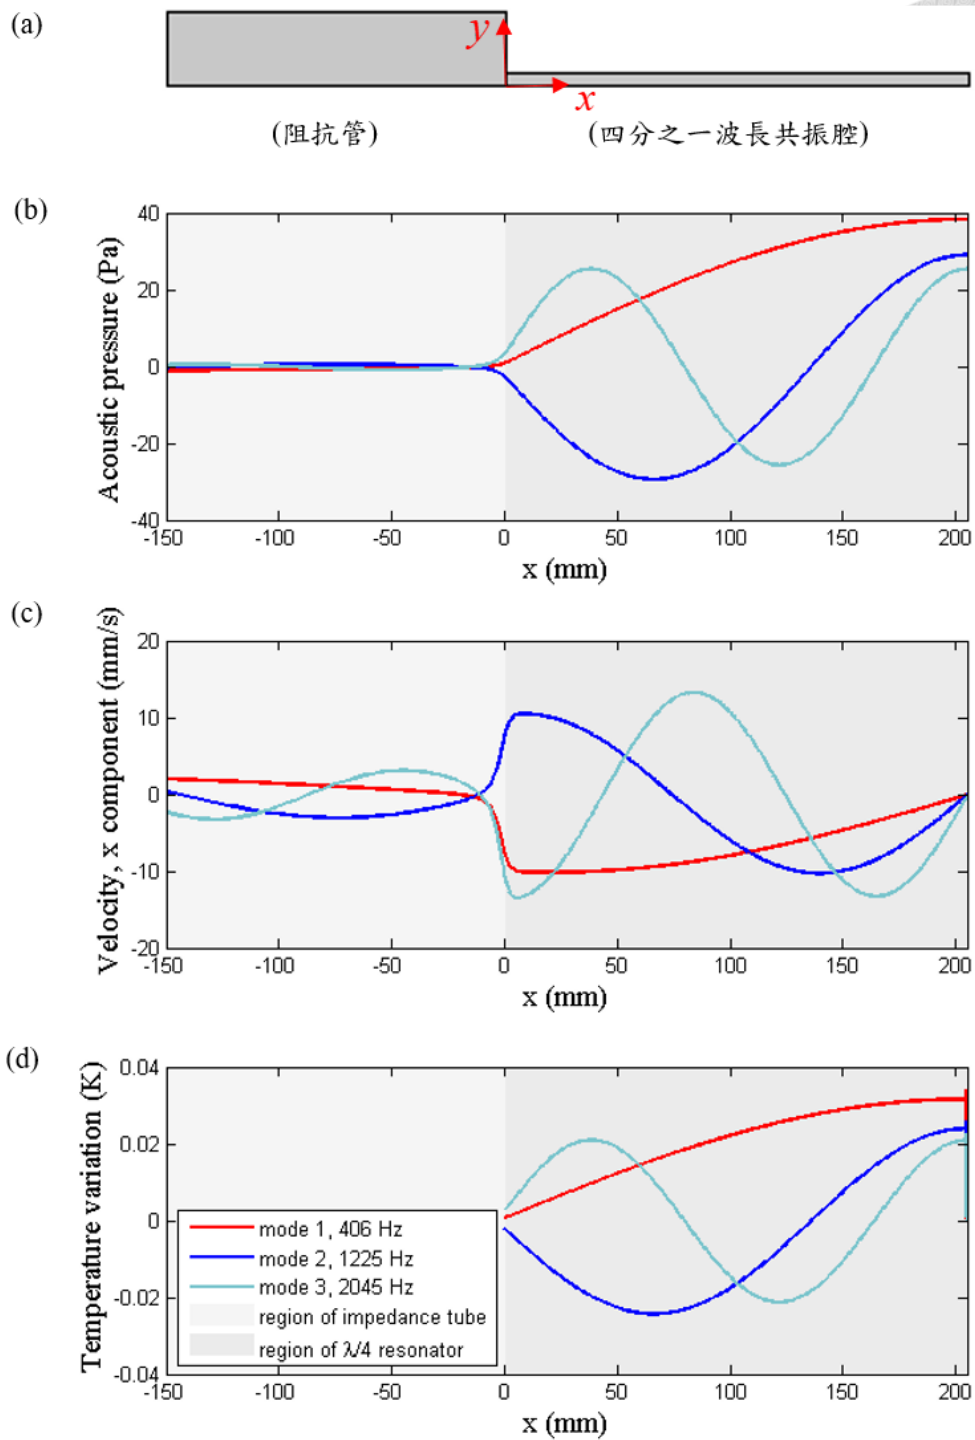 (a)
y
x
(阻抗管)
(四分之一波長共振腔)
(b)
Acoustic pressure (Pa)
40
20
0
-20
-40
-150
-100
-50
0
50
100
150
200
x (mm)
(c)
Velocity, x component (mm/s)
20
10
0
-10
-20
-150
-100
-50
0
50
100
150
200
x (mm)
(d)
Temperature variation (K)
0.04
0.02
0
-0.02
-0.04
mode 1, 406 Hz
mode 2, 1225 Hz
mode 3, 2045 Hz
region of impedance tube
region of λ/4 resonator
-150
-100
-50
0
50
100
150
200
x (mm)